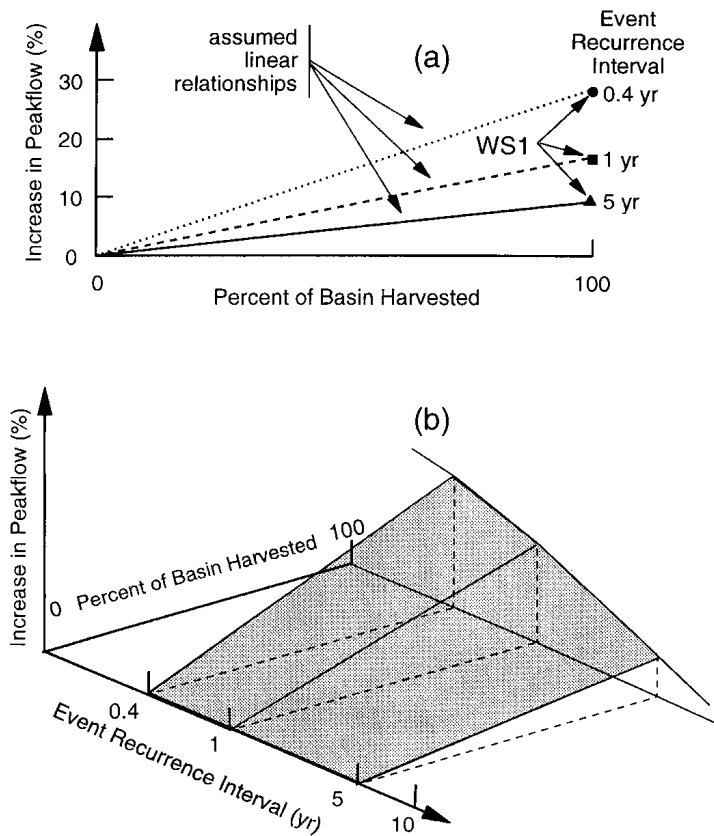 assumed
linear
relationships
(a)
Event
Recurrence
Interval
Increase in Peakflow (%)
30
20
10
0
0.4 yr
WS1
1 yr
5 yr
0
100
Percent of Basin Harvested
(b)
Increase in Peakflow (%)
0 Percent of Basin Harvested 100
0.4
1
5
10
Event Recurrence Interval (yr)